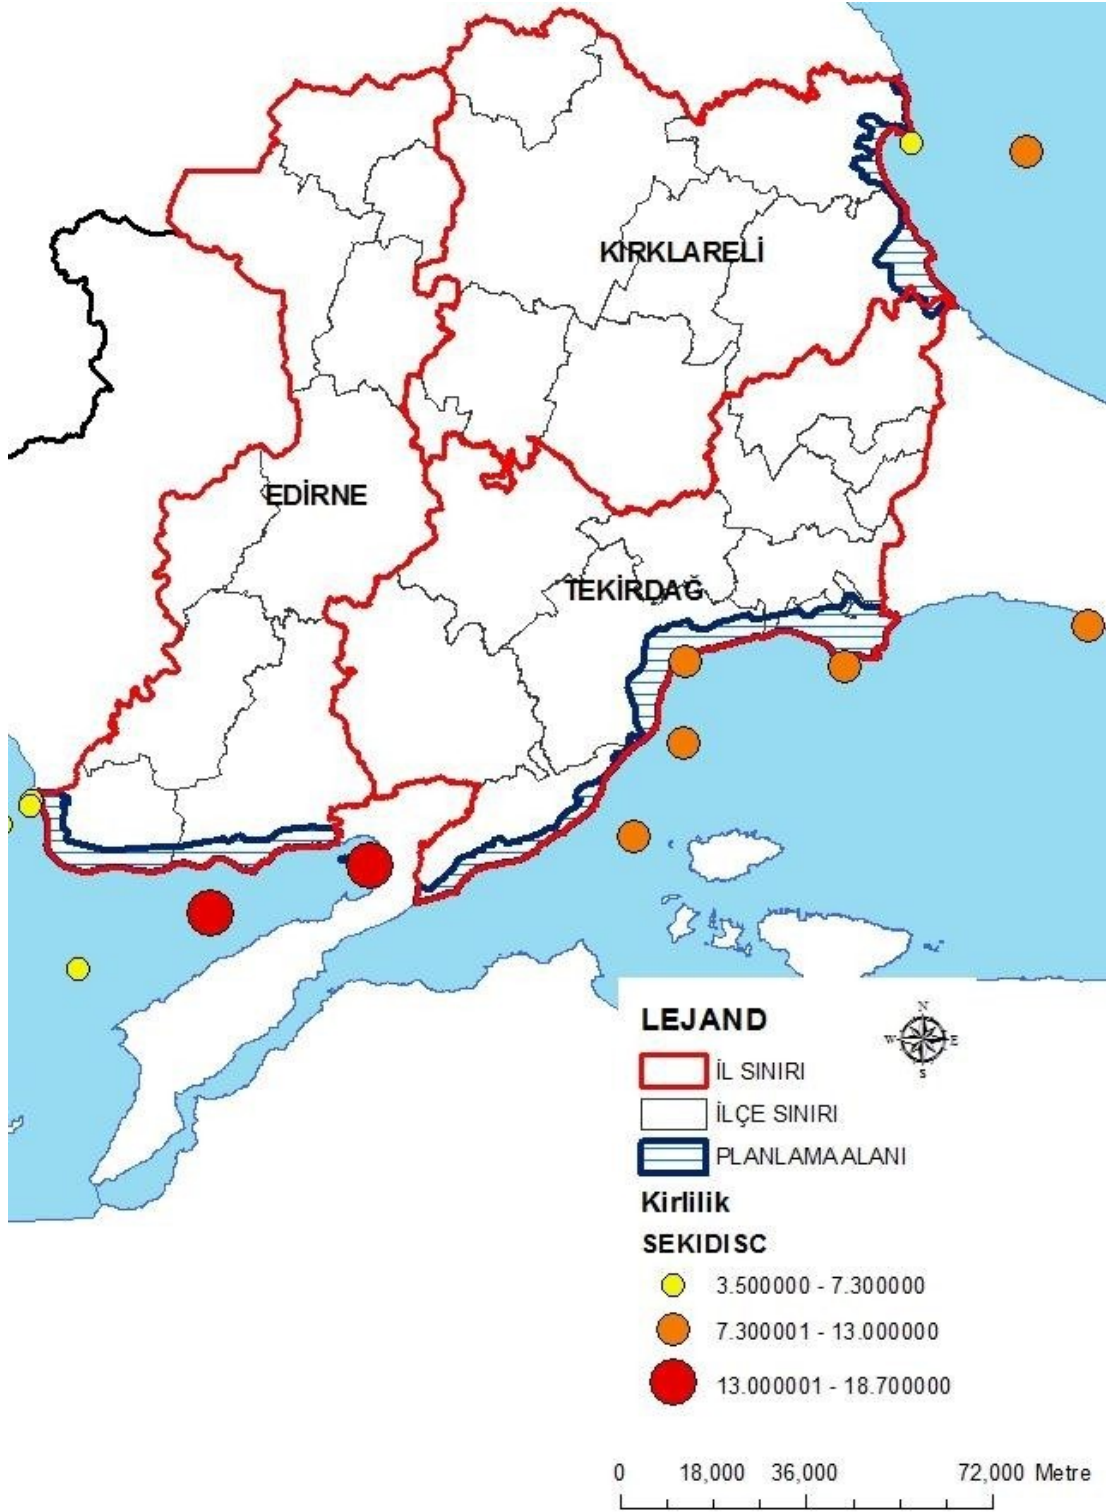 KIRKLARELİ
EDİRNE
TEKİRDAĞ
LEJAND
N
W E
S
İL SINIRI
İLÇE SINIRI
PLANLAMA ALANI
Kirlilik
SEKIDISC
3.500000 - 7.300000
7.300001 - 13.000000
13.000001 - 18.700000
0 18,000 36,000 72,000 Metre